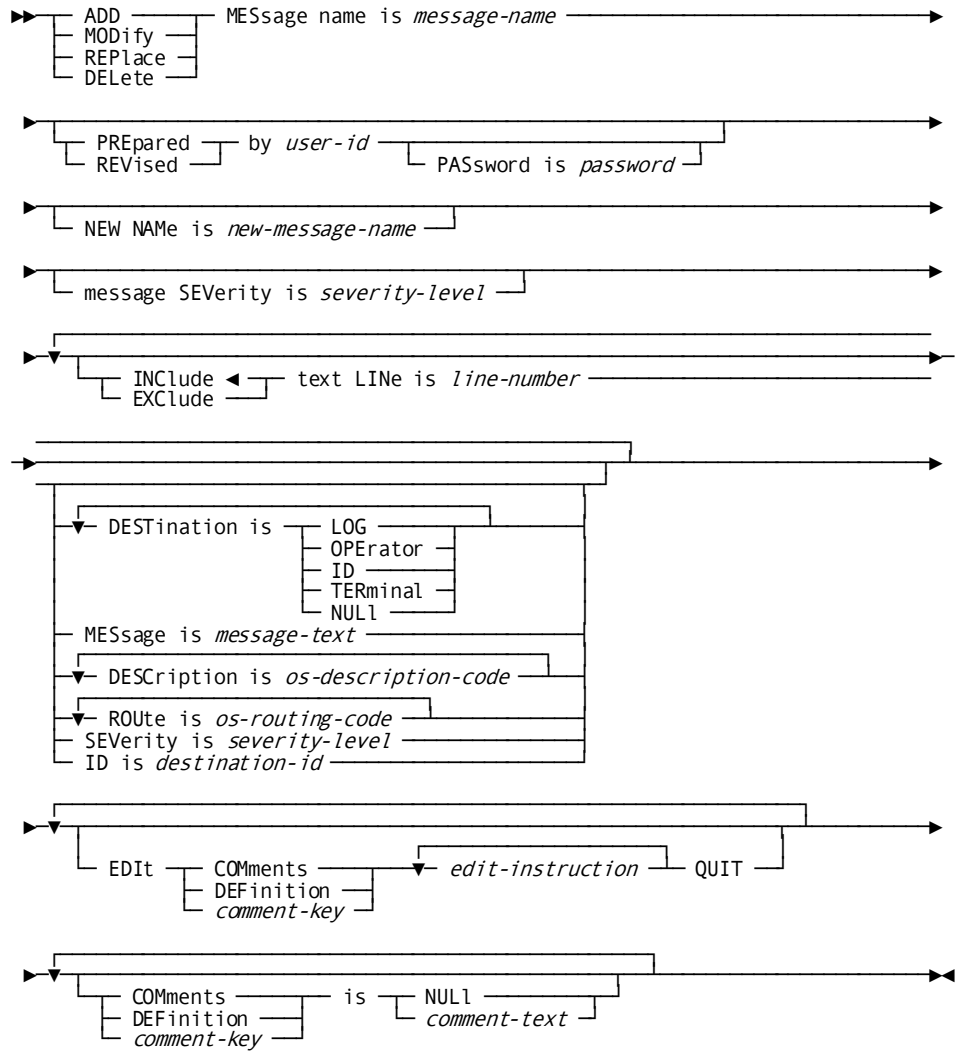 ADD MESsage name is message-name
MODify
REPlace
DELete
PREpared by user-id
REVised PASsword is password
NEW NAMe is new-message-name
message SEVerity is severity-level
INClude text LINe is line-number
EXClude
DESTination is LOG
OPErator
ID
TERminal
NULl
MESsage is message-text
DESCription is os-description-code
ROUte is os-routing-code
SEVerity is severity-level
ID is destination-id
EDIt COMments edit-instruction QUIT
DEFinition
comment-key
COMments is NULl
DEFinition comment-text
comment-key